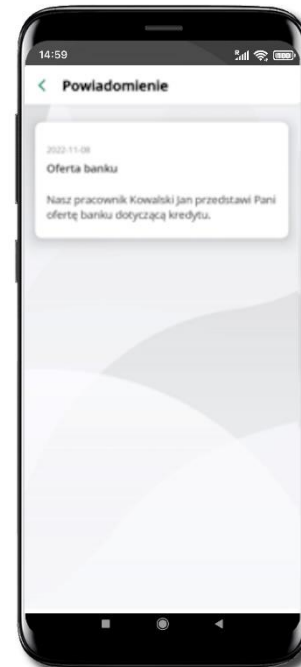 14:59
Powiadomienie
2022-11-08
Oferta banku
Nasz pracownik Kowalski Jan przedstawi Pani
ofertę banku dotyczącą kredytu.